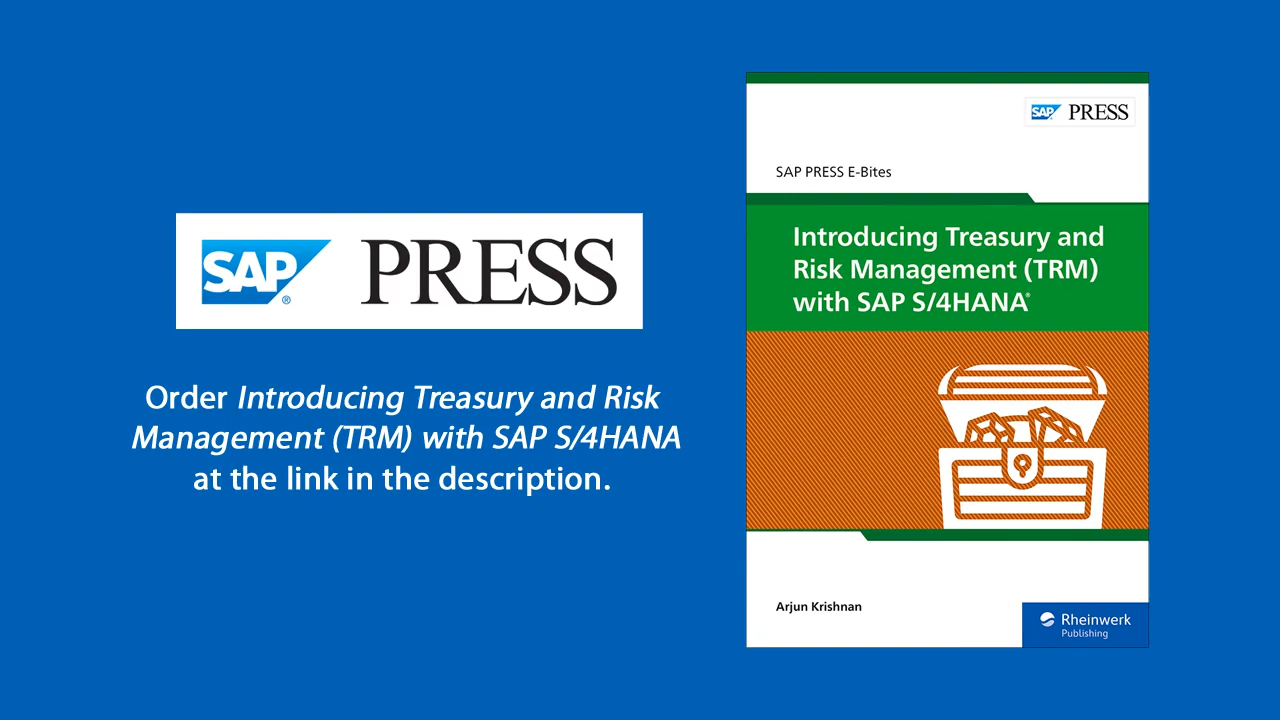 SAP® PRESS
Order Introducing Treasury and Risk
Management (TRM) with SAP S/4HANA
at the link in the description.
SAP PRESS
SAP PRESS E-Bites
Introducing Treasury and
Risk Management (TRM)
with SAP S/4HANA®
Arjun Krishnan
Rheinwerk
Publishing